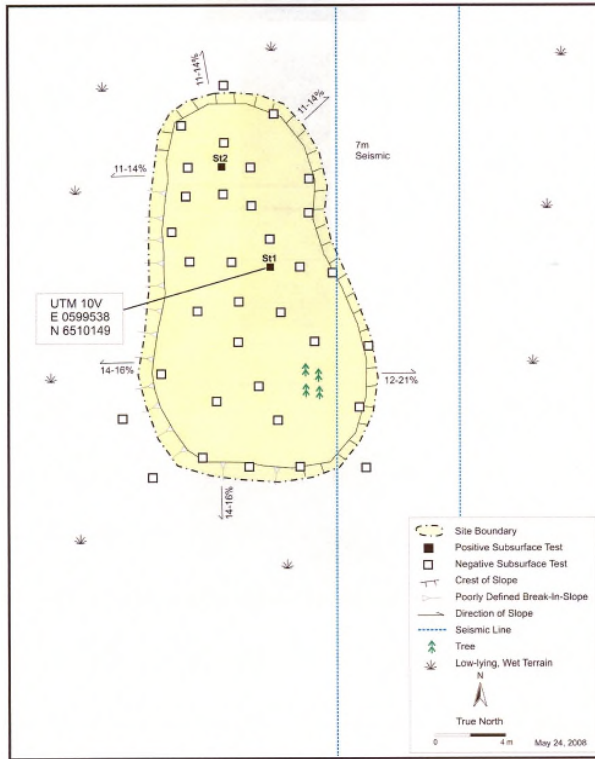 11-14%
11-14%
7m
Seismic
St2
11-14%
St1
UTM 10V
E 0599538
N 6510149
14-16%
12-21%
14-16%
Site Boundary
Positive Subsurface Test
Negative Subsurface Test
Crest of Slope
Poorly Defined Break-In-Slope
Direction of Slope
Seismic Line
Tree
Low-lying, Wet Terrain
N
True North
0 4 m
May 24, 2008